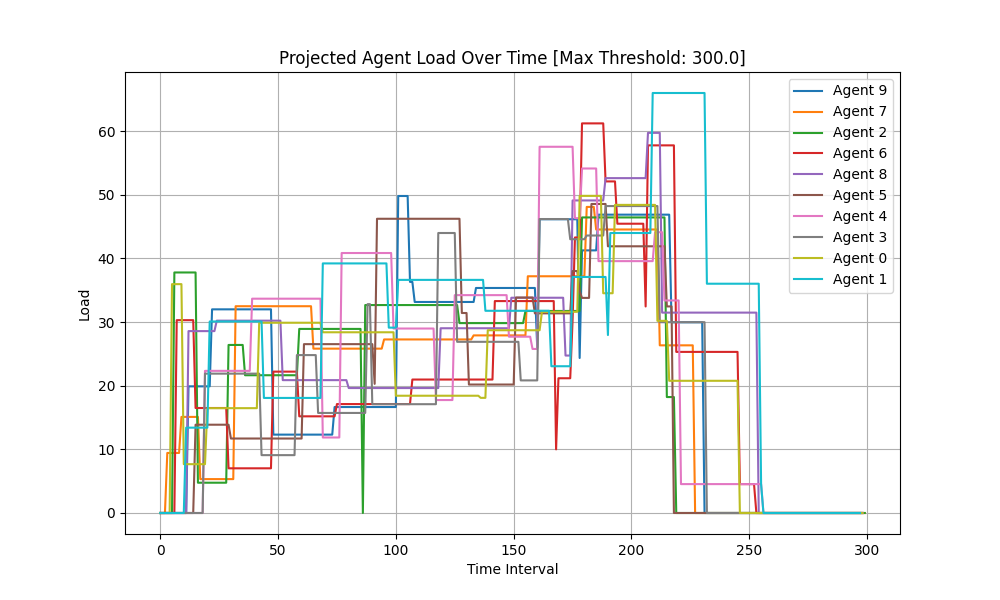 Projected Agent Load Over Time [Max Threshold: 300.0]
Load
60
50
40
30
20
10
0
0
50
100
150
200
250
300
Time Interval
Agent 9
Agent 7
Agent 2
Agent 6
Agent 8
Agent 5
Agent 4
Agent 3
Agent 0
Agent 1